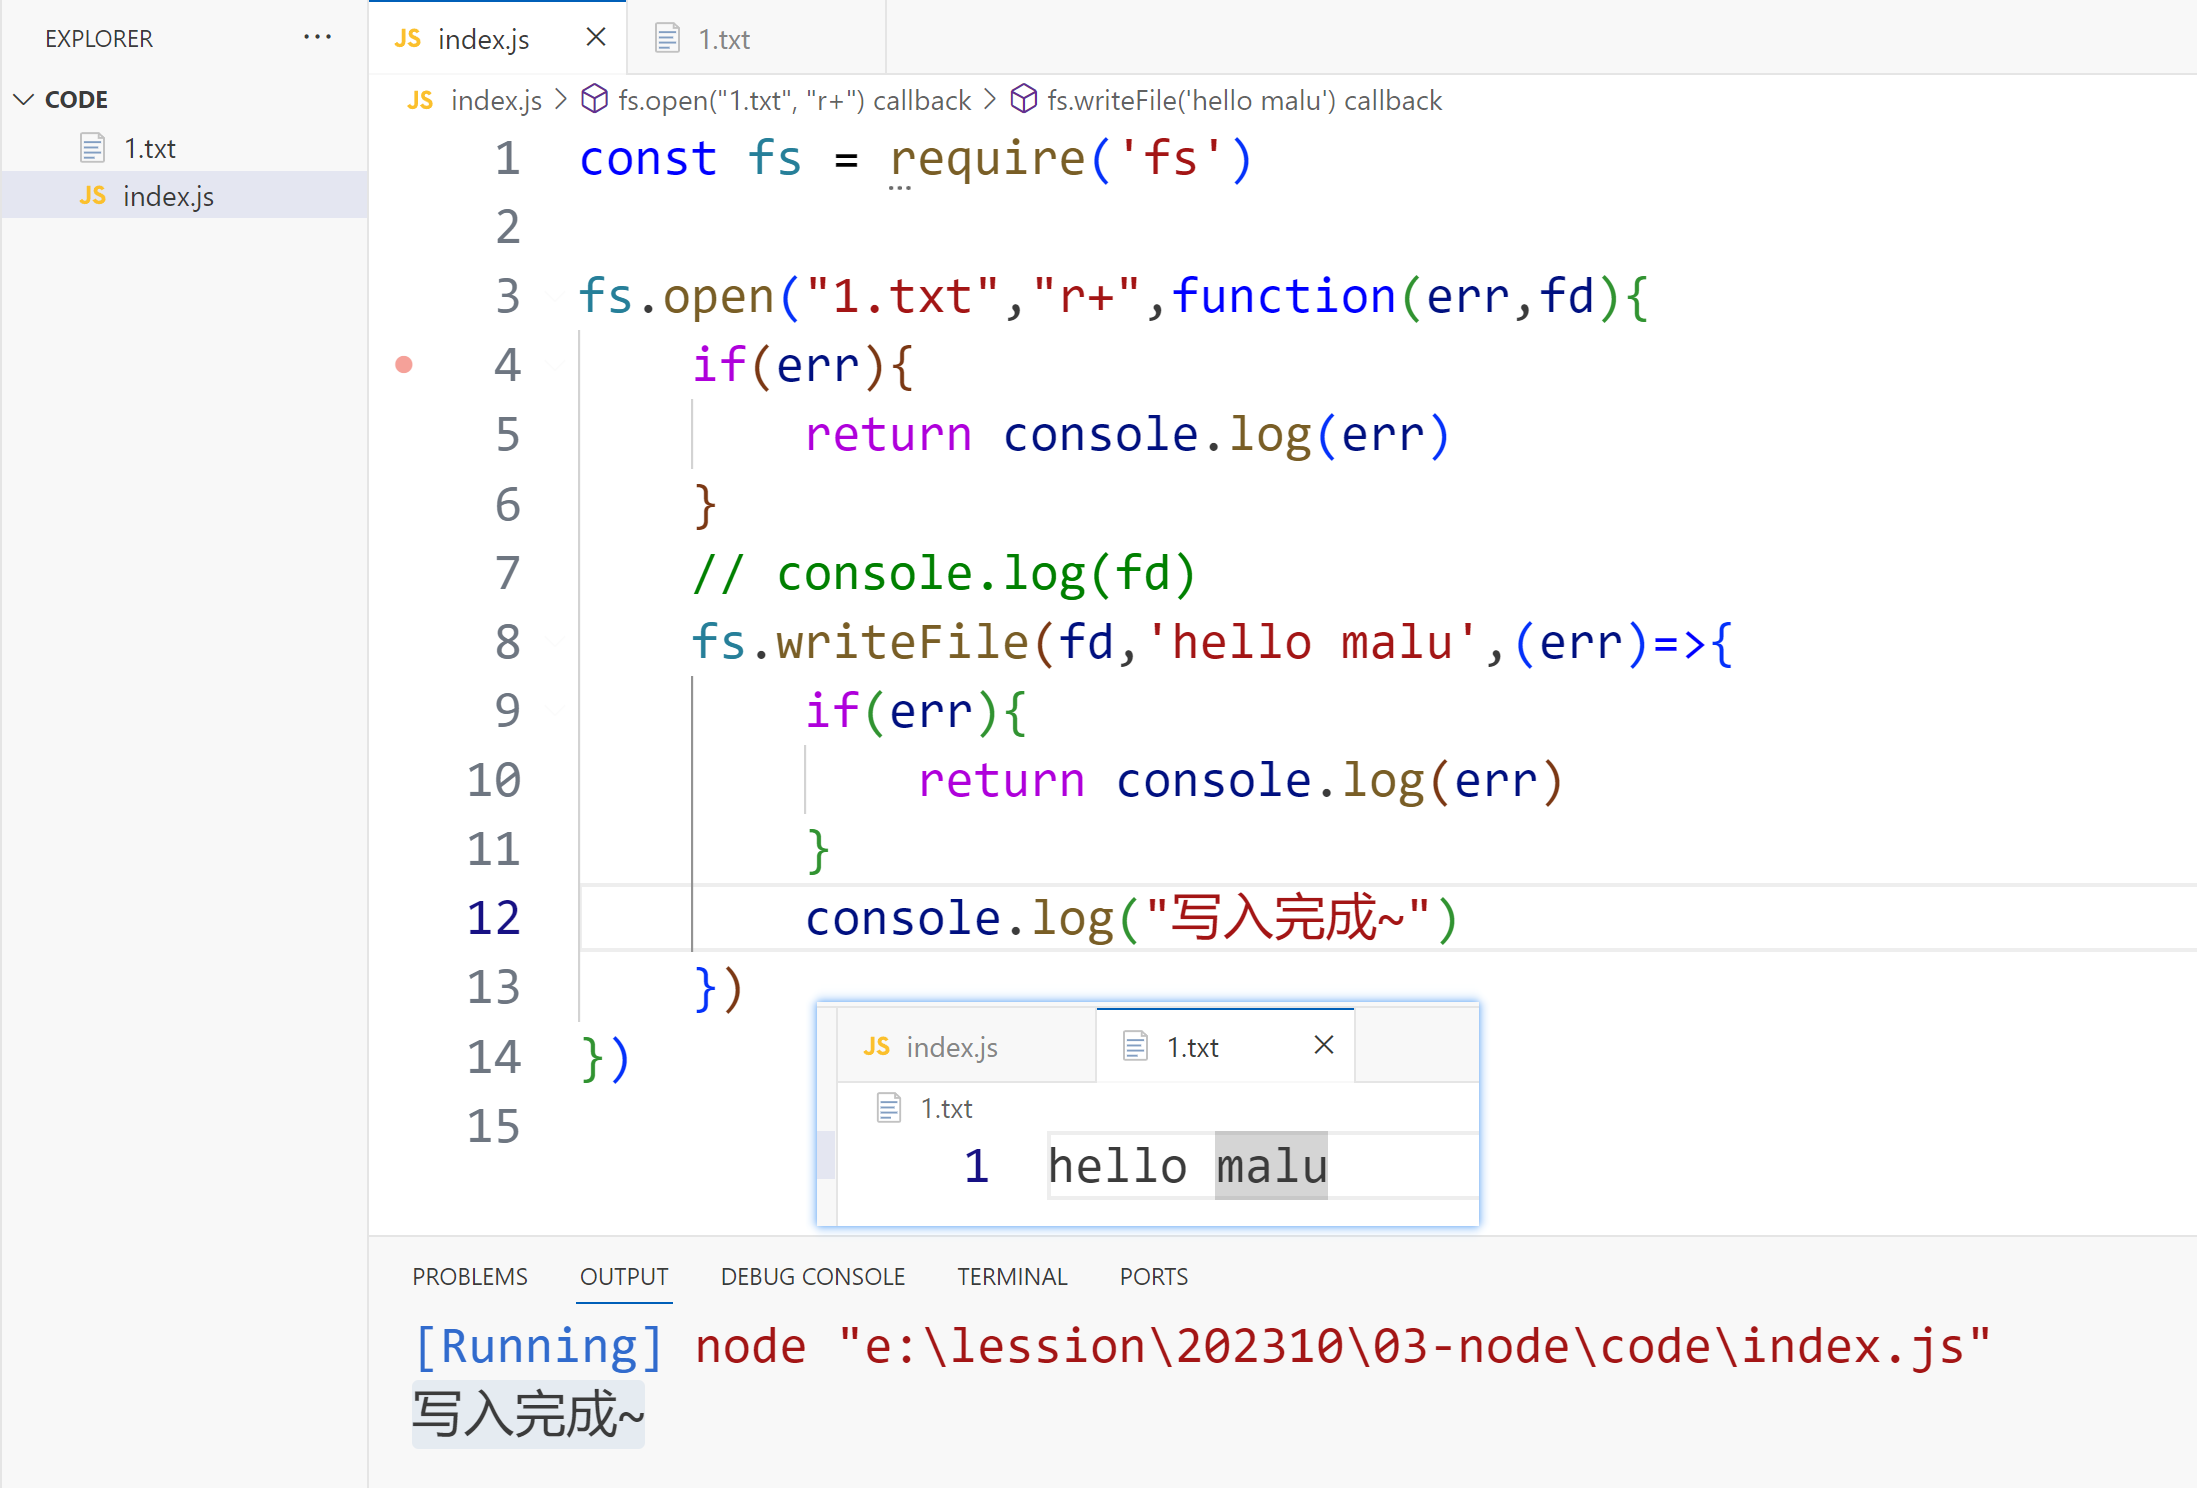 EXPLORER ···
CODE
1.txt
JS index.js
JS index.js 1.txt
JS index.js > fs.open("1.txt", "r+") callback > fs.writeFile('hello malu') callback
1 const fs = require('fs')
2
3 fs.open("1.txt","r+",function(err,fd){
4 if(err){
5 return console.log(err)
6 }
7 // console.log(fd)
8 fs.writeFile(fd,'hello malu',(err)=>{
9 if(err){
10 return console.log(err)
11 }
12 console.log("写入完成~")
13 })
14 })
15
JS index.js 1.txt
1.txt
1 hello malu
PROBLEMS OUTPUT DEBUG CONSOLE TERMINAL PORTS
[Running] node "e:\lession\202310\03-node\code\index.js"
写入完成~